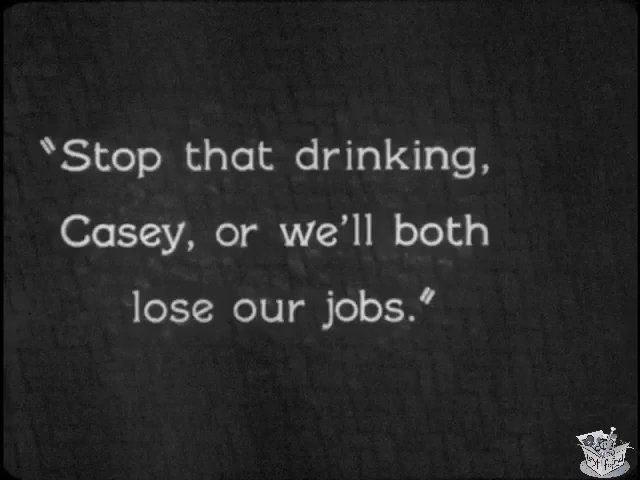 "Stop that drinking,
Casey, or we'll both
lose our jobs."